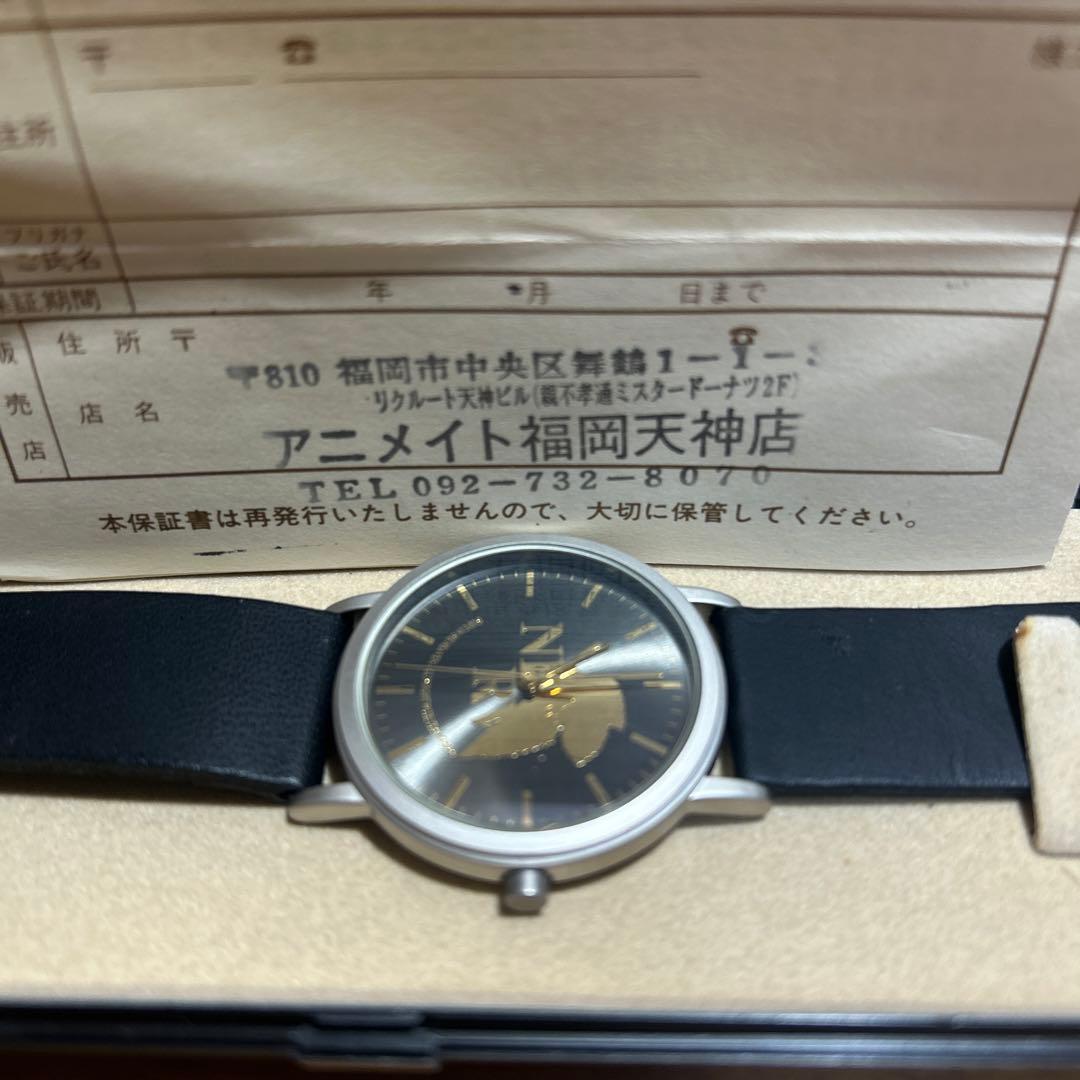 〒 ☎
住所
フリガナ
ご氏名
保証期間 年 月 日まで
販売店
住所 〒
〒810 福岡市中央区舞鶴1-1-3
リクルート天神ビル(親不孝通ミスタードーナツ2F)
店名
アニメイト福岡天神店
TEL 092-732-8070
本保証書は再発行いたしませんので、大切に保管してください。
NERV